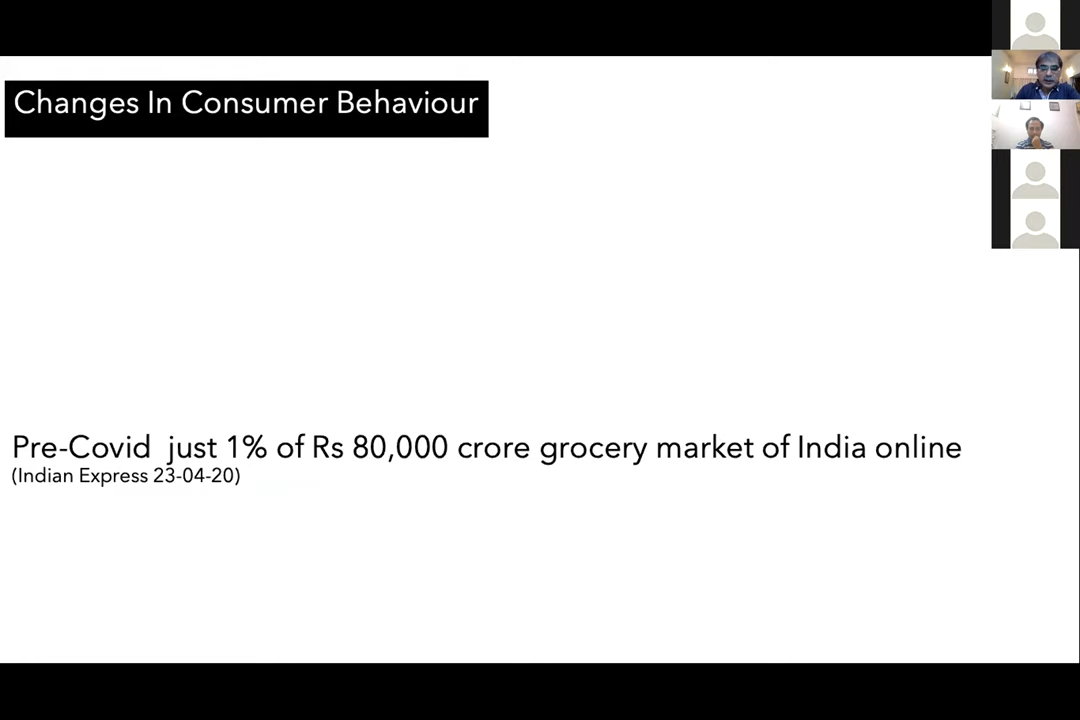 Changes In Consumer Behaviour
Pre-Covid just 1% of Rs 80,000 crore grocery market of India online
(Indian Express 23-04-20)